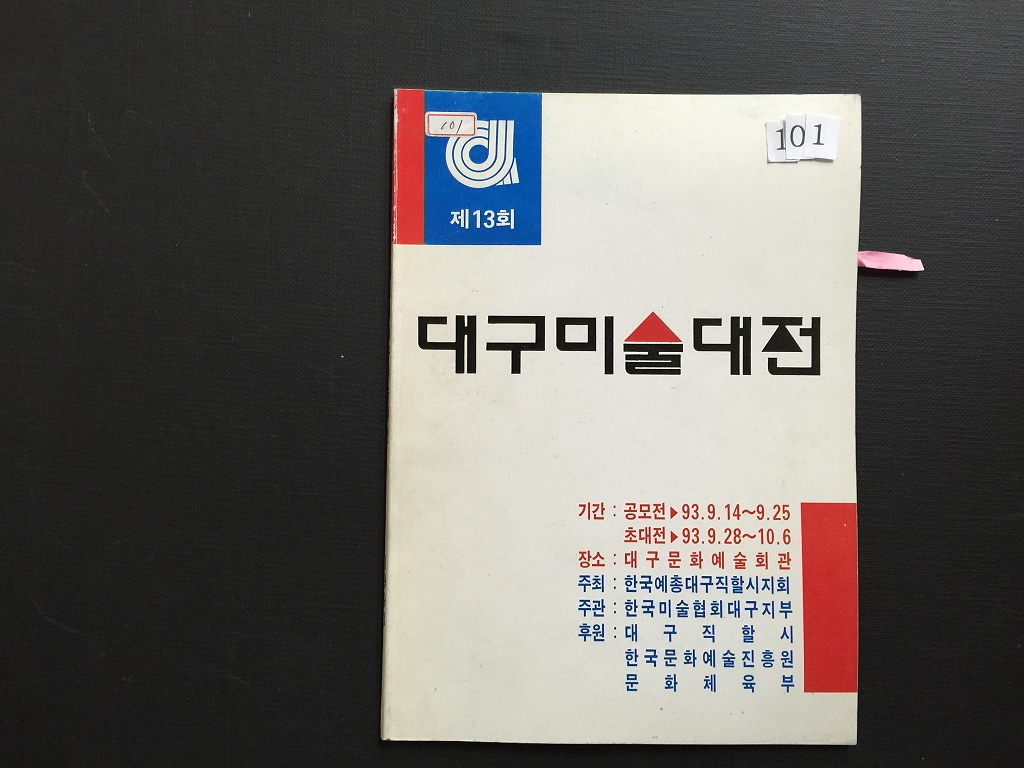 101
101
제13회
대구미술대전
기간 : 공모전▶93.9.14~9.25
초대전▶93.9.28~10.6
장소 : 대구문화예술회관
주최 : 한국예총대구직할시지회
주관 : 한국미술협회대구지부
후원 : 대구직할시
한국문화예술진흥원
문화체육부